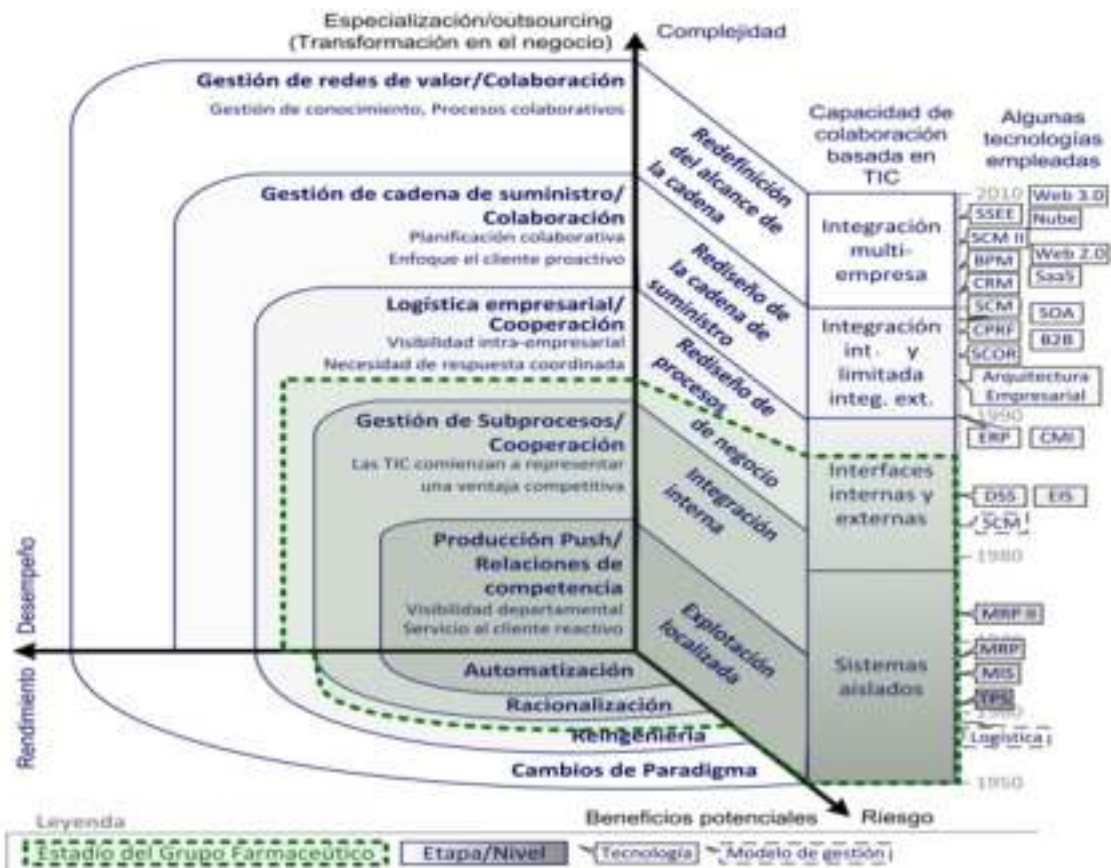 Especialización/outsourcing
(Transformación en el negocio)
Complejidad
Gestión de redes de valor/Colaboración
Gestión de conocimiento, Procesos colaborativos
Gestión de cadena de suministro/
Colaboración
Planificación colaborativa
Enfoque el cliente proactivo
Logística empresarial/
Cooperación
Visibilidad intra-empresarial
Necesidad de respuesta coordinada
Gestión de Subprocesos/
Cooperación
Las TIC comienzan a representar
una ventaja competitiva
Producción Push/
Relaciones de
competencia
Visibilidad departamental
Servicio al cliente reactivo
Automatización
Racionalización
Reingeniería
Cambios de Paradigma
Rendimiento Desempeño
Redefinición
del alcance de
la cadena
Rediseño de
la cadena de
suministro
Rediseño de
procesos
de negocio
Integración
interna
Explotación
localizada
Beneficios potenciales
Riesgo
Capacidad de
colaboración
basada en
TIC
Integración
multi-
empresa
Integración
int. y
limitada
integ. ext.
Interfaces
internas y
externas
Sistemas
aislados
Algunas
tecnologías
empleadas
2010
Web 3.0
SSEE
Nube
SCM II
Web 2.0
BPM
SaaS
CRM
SCM
SOA
CPRF
B2B
SCOR
Arquitectura
Empresarial
1990
ERP
CMI
DSS
EIS
SCM
1980
MRP II
MRP
MIS
TPS
1960
Logística
1950
Leyenda
Estadio del Grupo Farmaceútico
Etapa/Nivel
Tecnología
Modelo de gestión